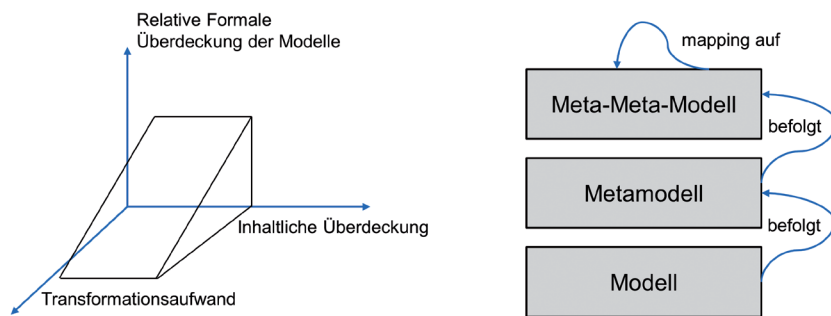 Relative Formale
Überdeckung der Modelle
Inhaltliche Überdeckung
Transformationsaufwand
mapping auf
Meta-Meta-Modell
befolgt
Metamodell
befolgt
Modell